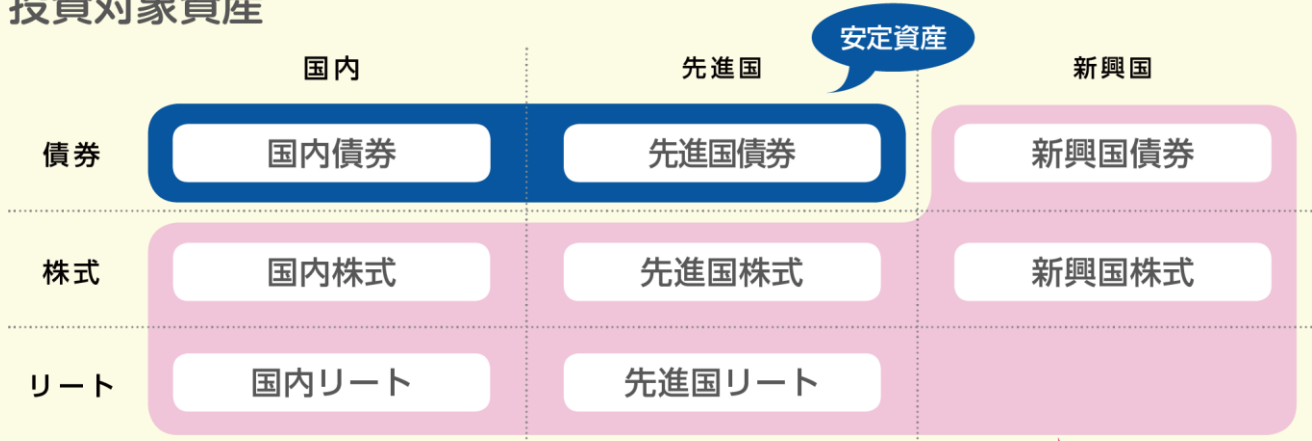 投資対象資産
安定資産
国内 先進国 新興国
債券 国内債券 先進国債券 新興国債券
株式 国内株式 先進国株式 新興国株式
リート 国内リート 先進国リート